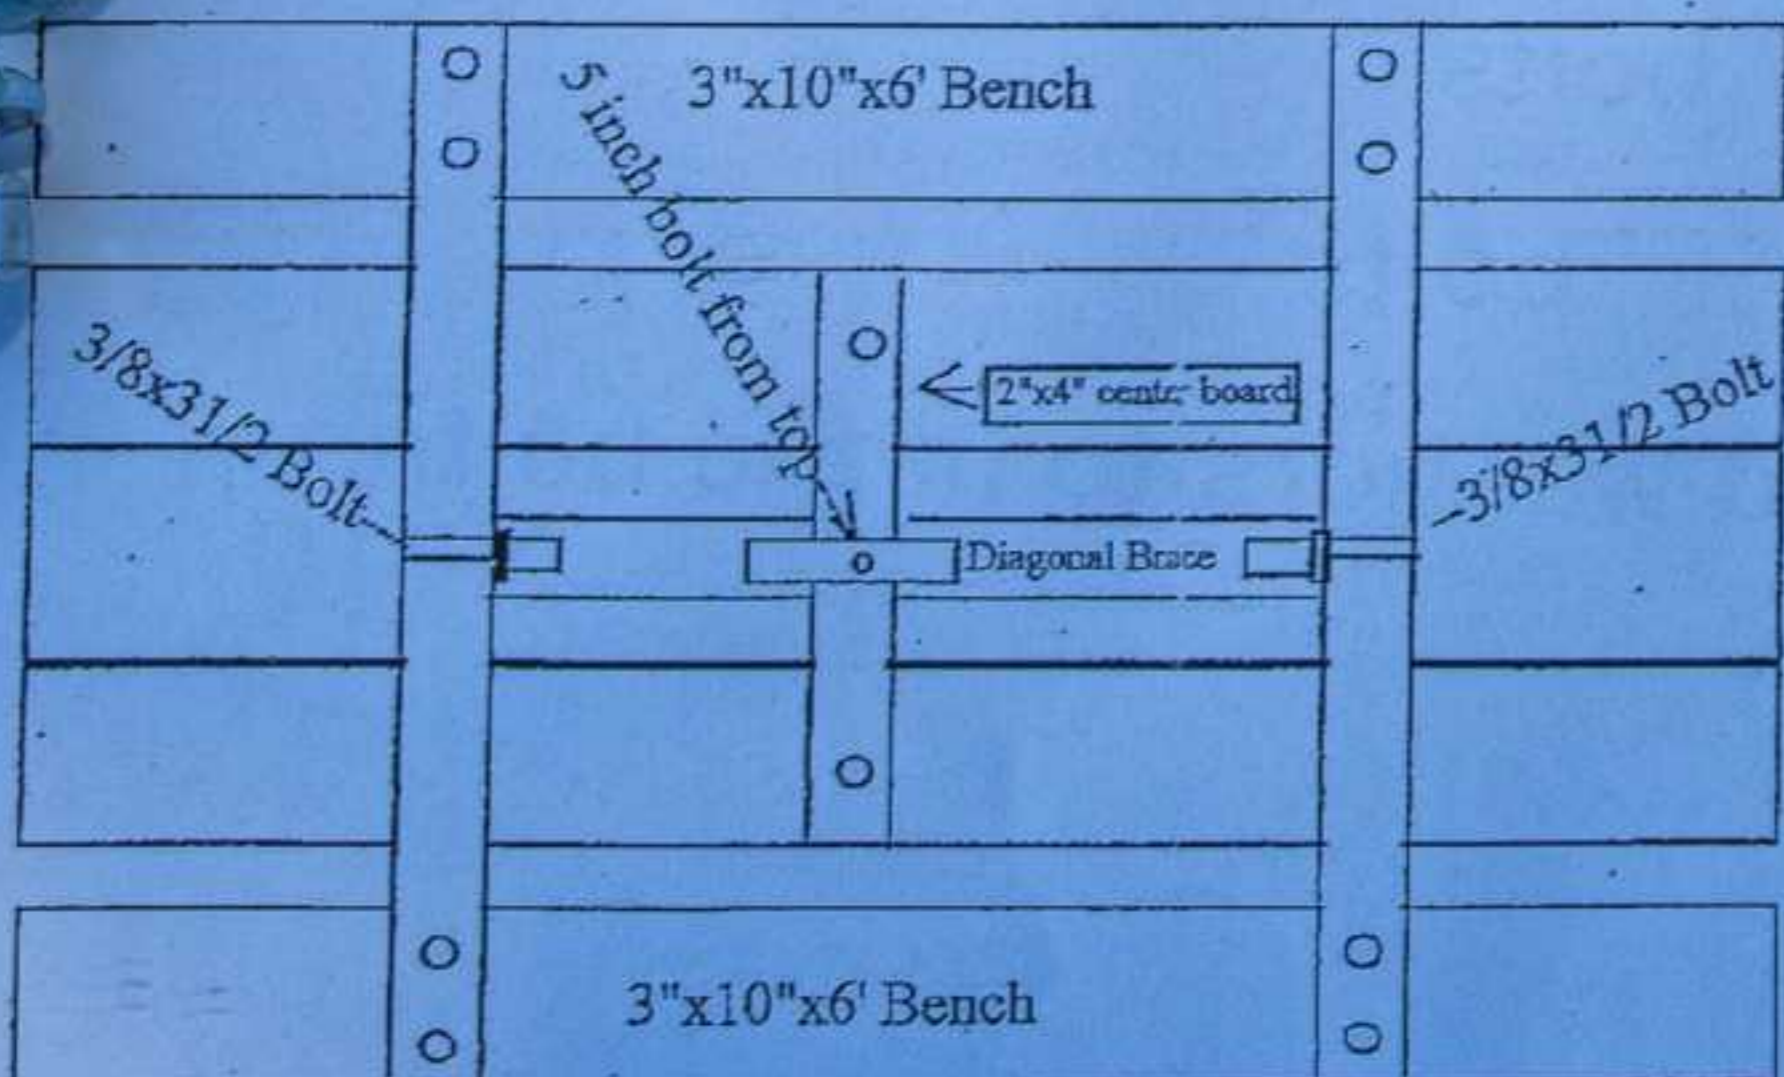 3"x10"x6' Bench
5 inch bolt from top
2"x4" centr board
3/8x31/2 Bolt
3/8x31/2 Bolt
Diagonal Brace
3"x10"x6' Bench